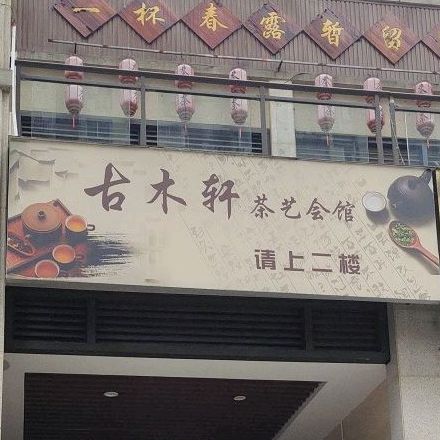 一杯春露暂留
古木轩茶艺会馆
请上二楼